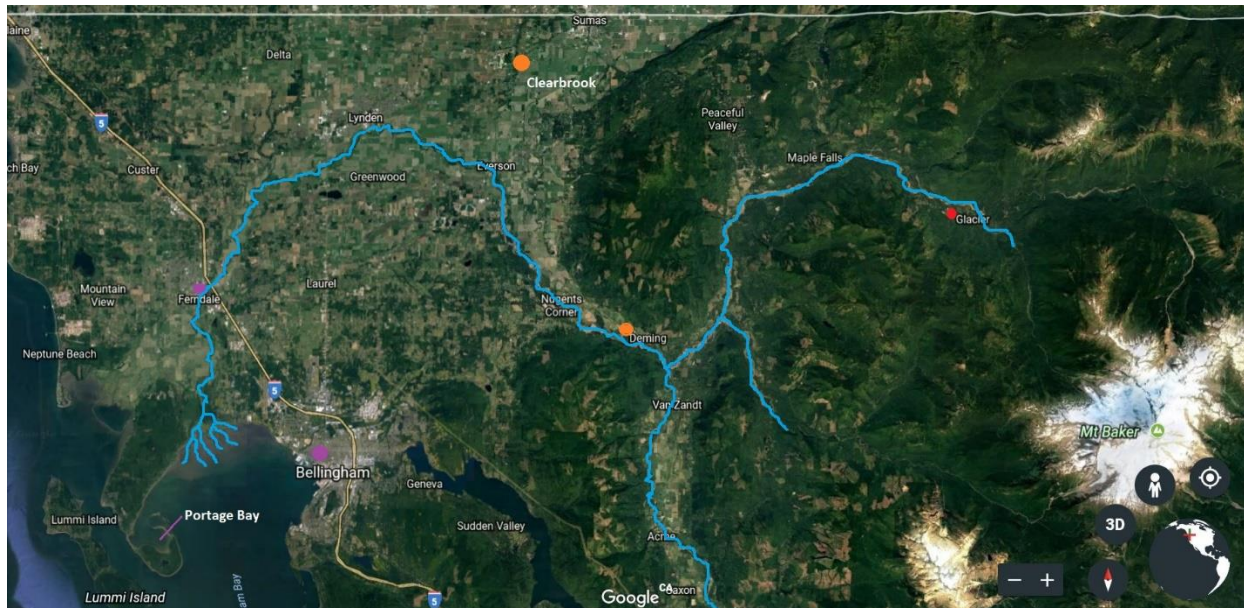 Sumas
Delta
Clearbrook
5
Lynden
Peaceful
Valley
Maple Falls
Custer
Everson
Greenwood
Glacier
Mountain
View
Ferndale
Laurel
Nugents
Corner
Deming
Neptune Beach
5
Van Zandt
Mt Baker
Bellingham
Geneva
Lummi Island
Portage Bay
Sudden Valley
3D
Acme
Saxon
Lummi Island
Google
5